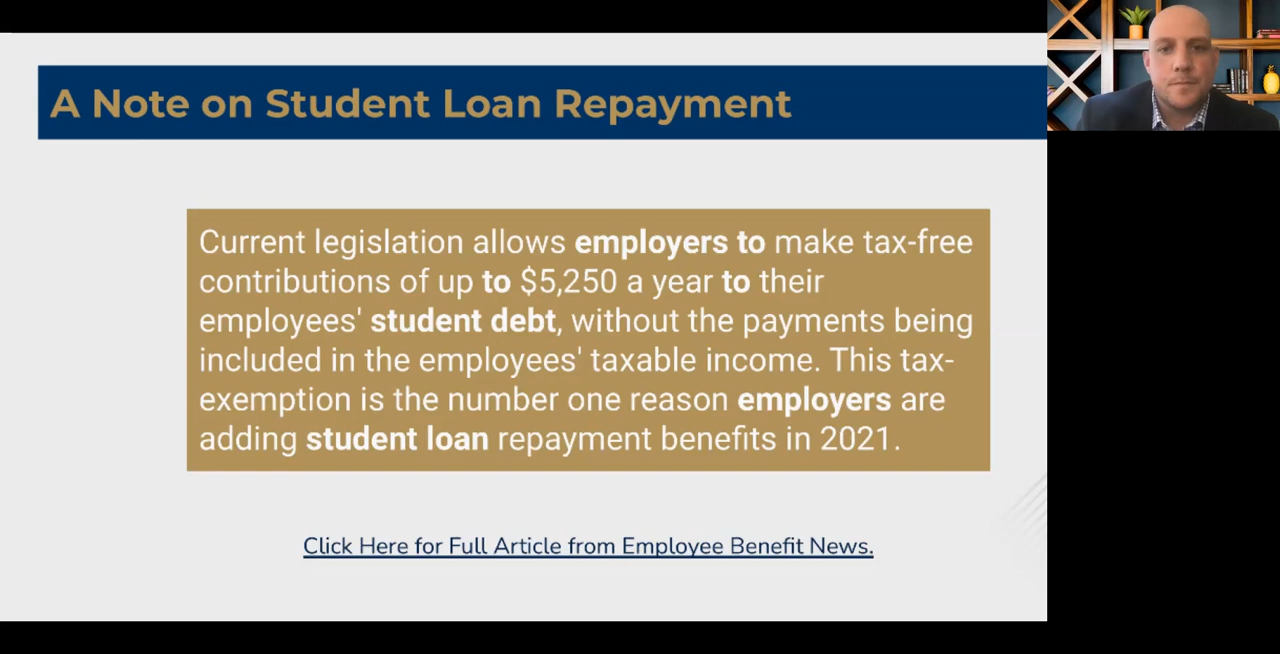 A Note on Student Loan Repayment
Current legislation allows employers to make tax-free
contributions of up to $5,250 a year to their
employees' student debt, without the payments being
included in the employees' taxable income. This tax-
exemption is the number one reason employers are
adding student loan repayment benefits in 2021.
Click Here for Full Article from Employee Benefit News.